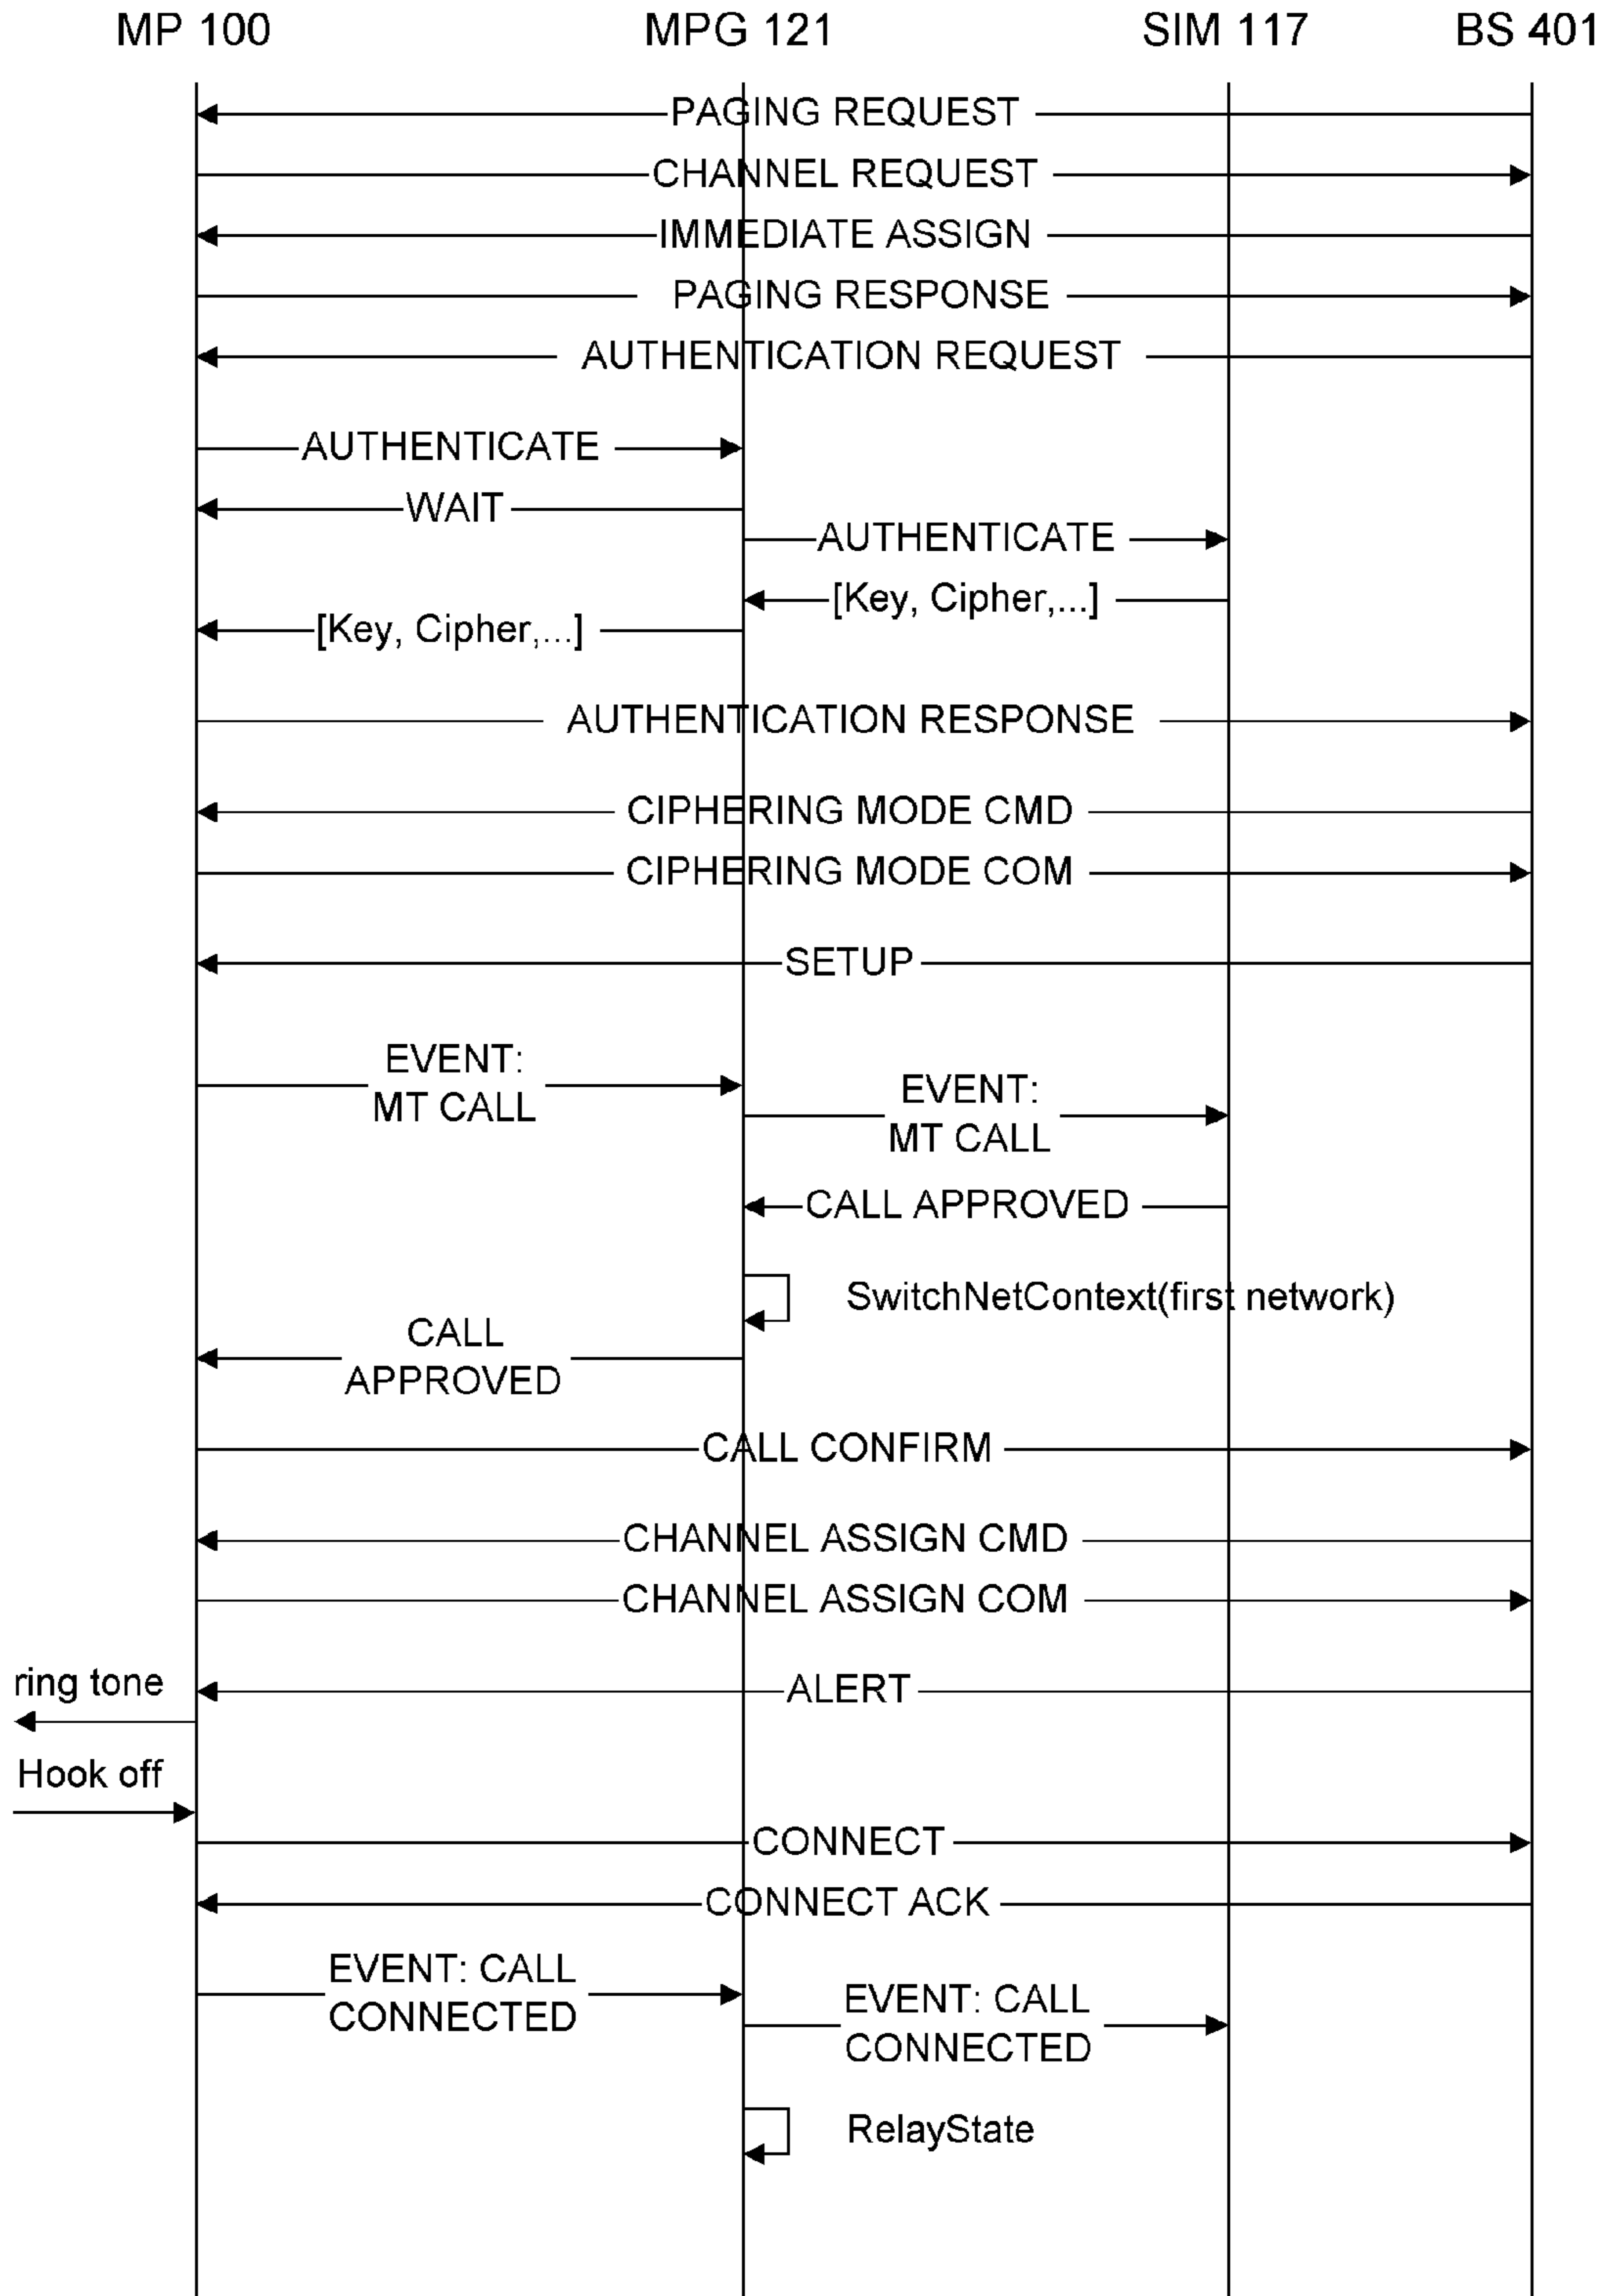 MP 100
MPG 121
SIM 117
BS 401
PAGING REQUEST
CHANNEL REQUEST
IMMEDIATE ASSIGN
PAGING RESPONSE
AUTHENTICATION REQUEST
AUTHENTICATE
WAIT
AUTHENTICATE
[Key, Cipher,...]
[Key, Cipher,...]
AUTHENTICATION RESPONSE
CIPHERING MODE CMD
CIPHERING MODE COM
SETUP
EVENT:
MT CALL
EVENT:
MT CALL
CALL APPROVED
SwitchNetContext(first network)
CALL
APPROVED
CALL CONFIRM
CHANNEL ASSIGN CMD
CHANNEL ASSIGN COM
ring tone
ALERT
Hook off
CONNECT
CONNECT ACK
EVENT: CALL
CONNECTED
EVENT: CALL
CONNECTED
RelayState